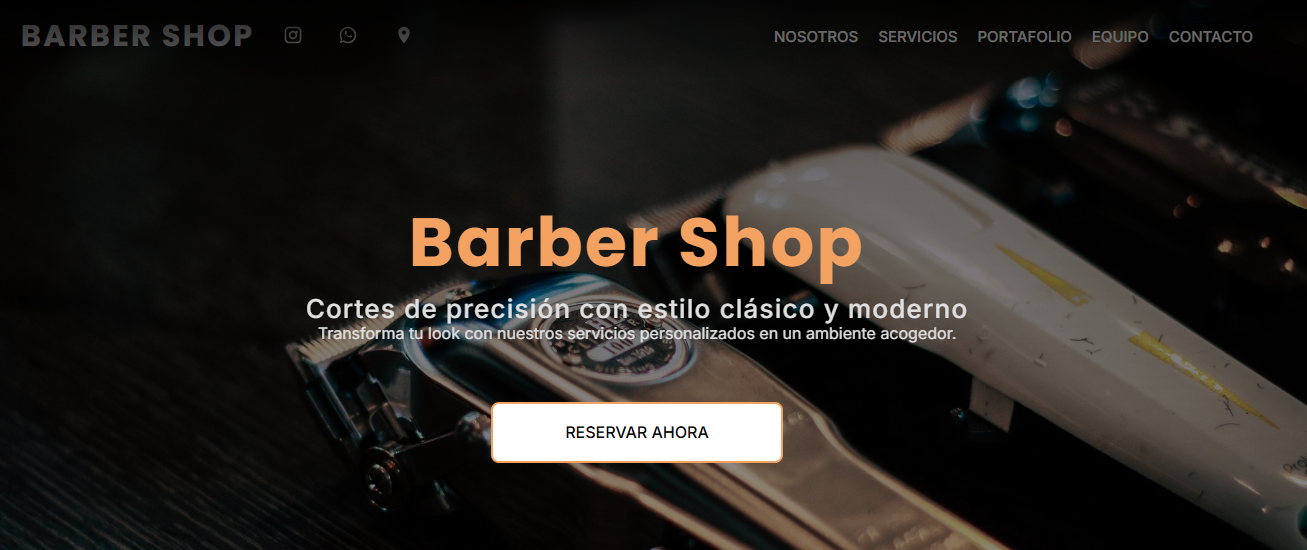 BARBER SHOP
NOSOTROS SERVICIOS PORTAFOLIO EQUIPO CONTACTO
Barber Shop
Cortes de precisión con estilo clásico y moderno
Transforma tu look con nuestros servicios personalizados en un ambiente acogedor.
RESERVAR AHORA